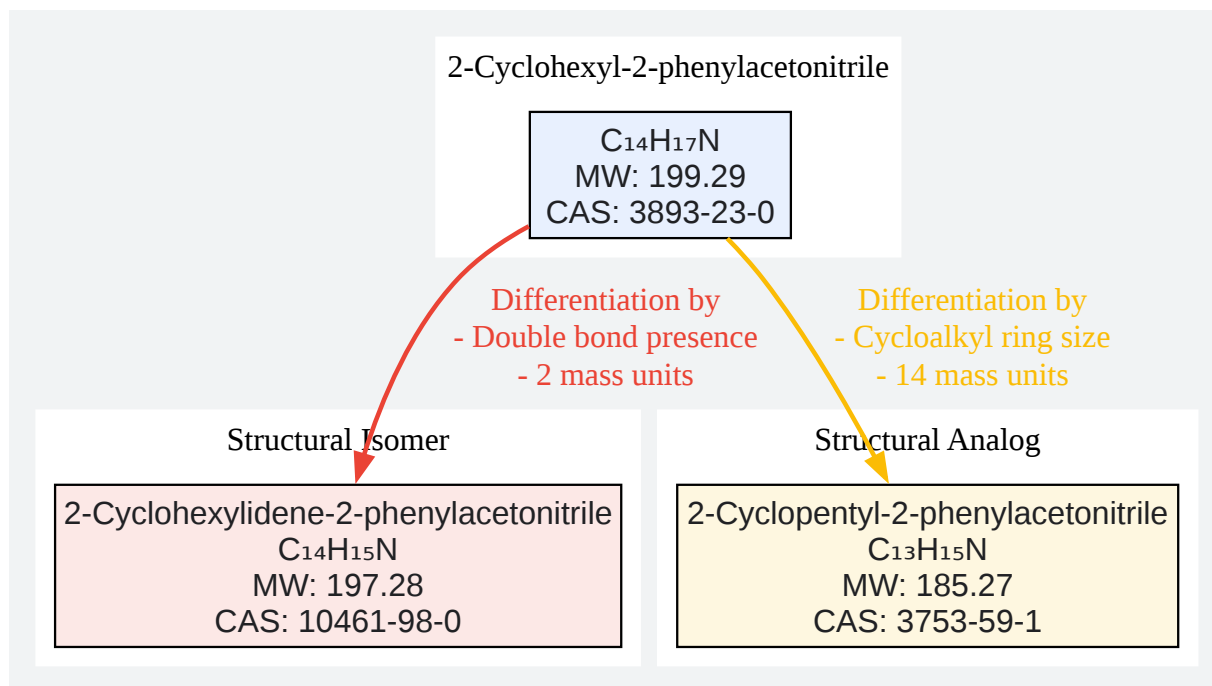 2-Cyclohexyl-2-phenylacetonitrile
C₁₄H₁₇N
MW: 199.29
CAS: 3893-23-0
Differentiation by
- Double bond presence
- 2 mass units
Differentiation by
- Cycloalkyl ring size
- 14 mass units
Structural Isomer
2-Cyclohexylidene-2-phenylacetonitrile
C₁₄H₁₅N
MW: 197.28
CAS: 10461-98-0
Structural Analog
2-Cyclopentyl-2-phenylacetonitrile
C₁₃H₁₅N
MW: 185.27
CAS: 3753-59-1